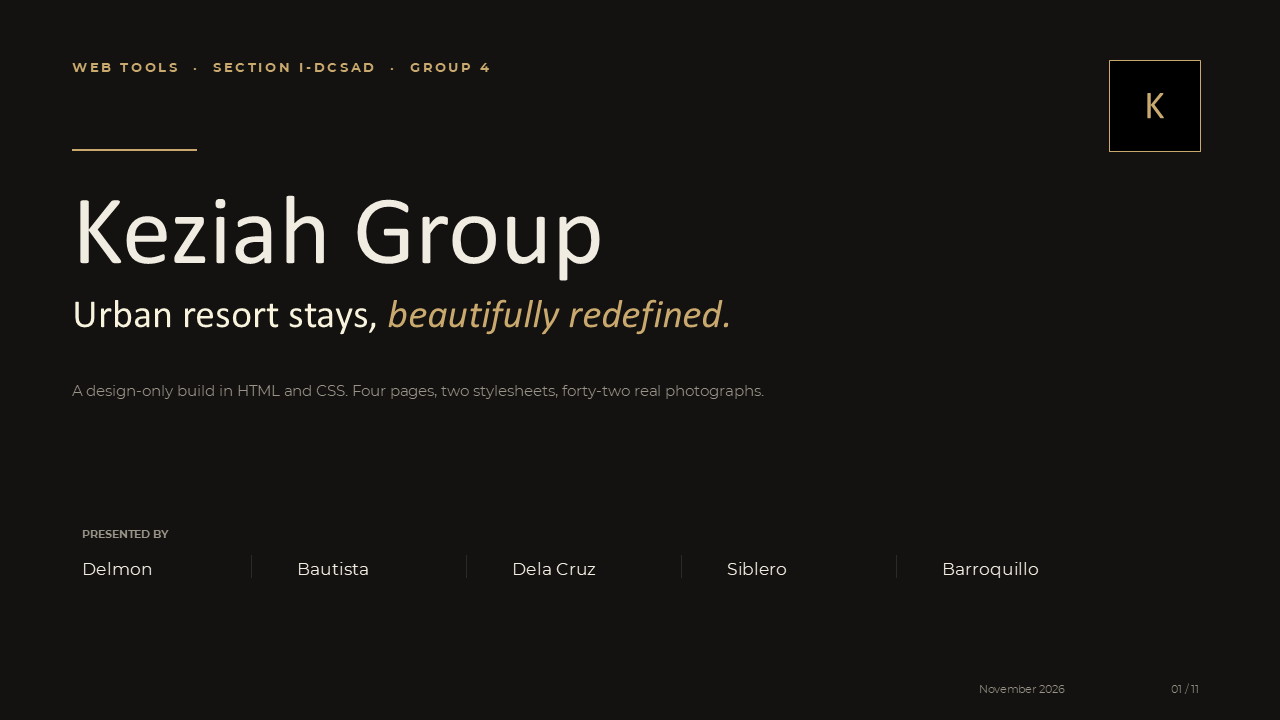 WEB TOOLS · SECTION I-DCSAD · GROUP 4
K
Keziah Group
Urban resort stays, beautifully redefined.
A design-only build in HTML and CSS. Four pages, two stylesheets, forty-two real photographs.
PRESENTED BY
Delmon Bautista Dela Cruz Siblero Barroquillo
November 2026 01 / 11